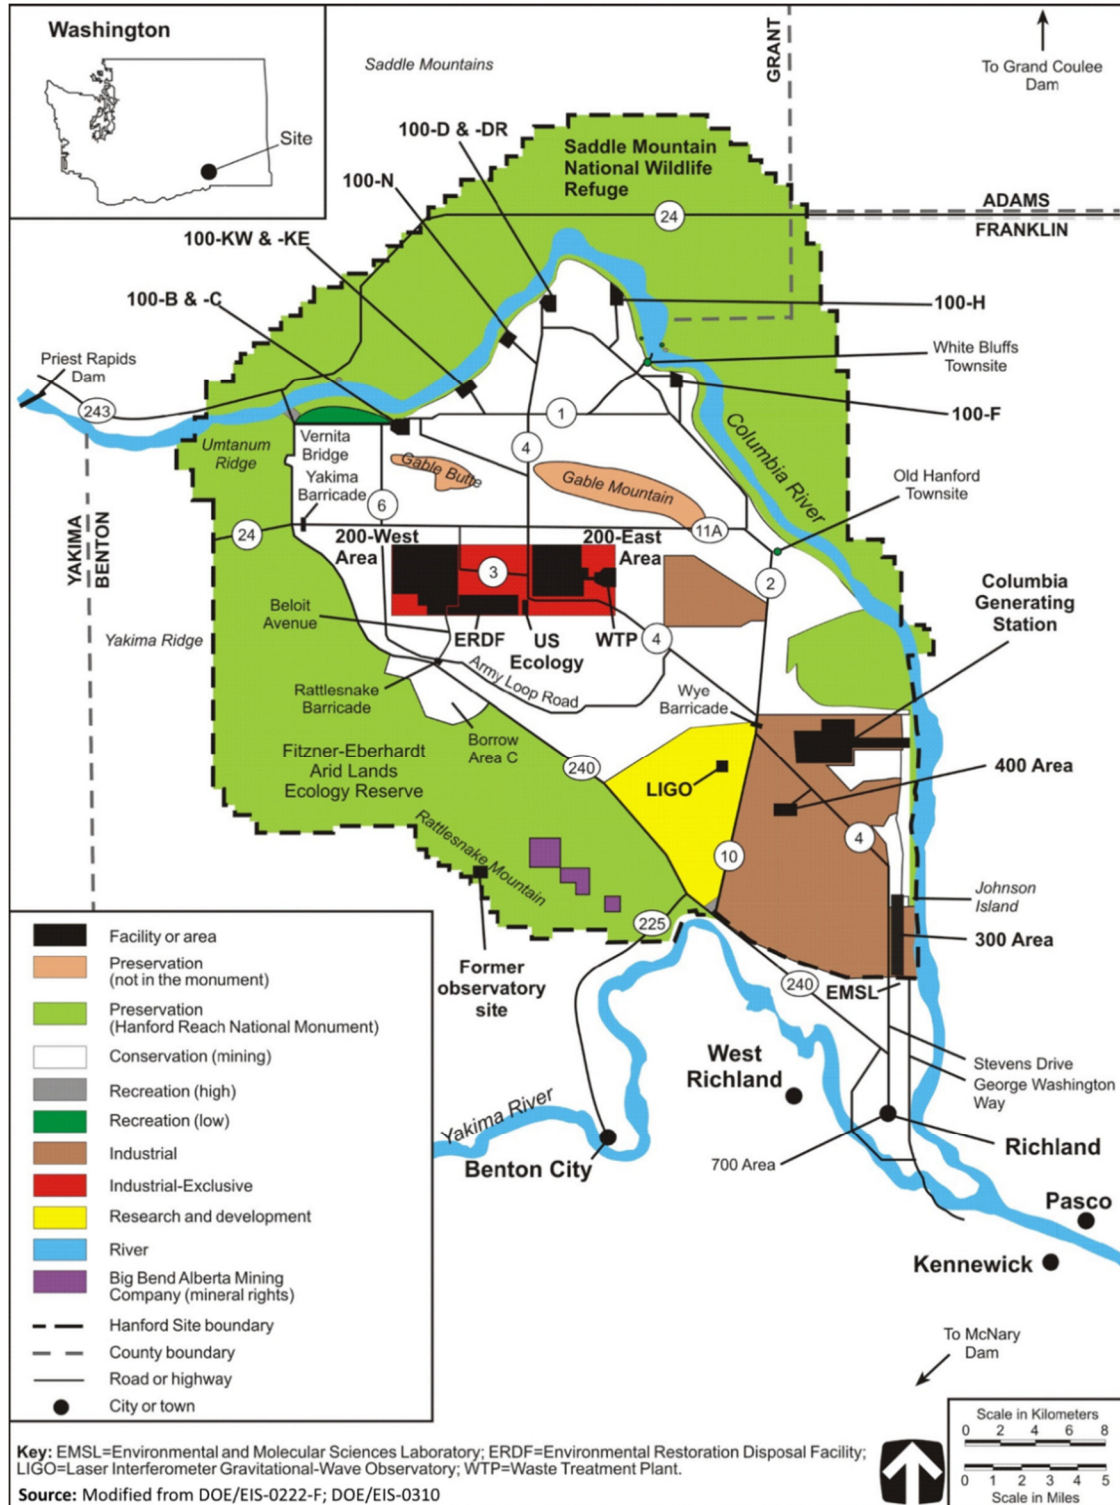 Washington
Site
Saddle Mountains
GRANT
To Grand Coulee
Dam
100-D & -DR
Saddle Mountain
National Wildlife
Refuge
100-N
ADAMS
FRANKLIN
24
100-KW & -KE
100-B & -C
100-H
Priest Rapids
Dam
White Bluffs
Townsite
243
1
100-F
Umtanum
Ridge
Vernita
Bridge
4
Columbia River
Yakima
Barricade
Gable Butte
Gable Mountain
Old Hanford
Townsite
6
24
11A
YAKIMA
BENTON
200-West
Area
200-East
Area
3
2
Columbia
Generating
Station
Beloit
Avenue
Yakima Ridge
ERDF
US
Ecology
WTP
4
Army Loop Road
Rattlesnake
Barricade
Wye
Barricade
Borrow
Area C
Fitzner-Eberhardt
Arid Lands
Ecology Reserve
240
LIGO
400 Area
Rattlesnake Mountain
10
4
Johnson
Island
225
300 Area
Former
observatory
site
240
EMSL
West
Richland
Stevens Drive
George Washington
Way
Yakima River
Benton City
700 Area
Richland
Pasco
Kennewick
To McNary
Dam
Facility or area
Preservation
(not in the monument)
Preservation
(Hanford Reach National Monument)
Conservation (mining)
Recreation (high)
Recreation (low)
Industrial
Industrial-Exclusive
Research and development
River
Big Bend Alberta Mining
Company (mineral rights)
Hanford Site boundary
County boundary
Road or highway
City or town
Scale in Kilometers
0 2 4 6 8
0 1 2 3 4 5
Scale in Miles
Key: EMSL=Environmental and Molecular Sciences Laboratory; ERDF=Environmental Restoration Disposal Facility;
LIGO=Laser Interferometer Gravitational-Wave Observatory; WTP=Waste Treatment Plant.
Source: Modified from DOE/EIS-0222-F; DOE/EIS-0310